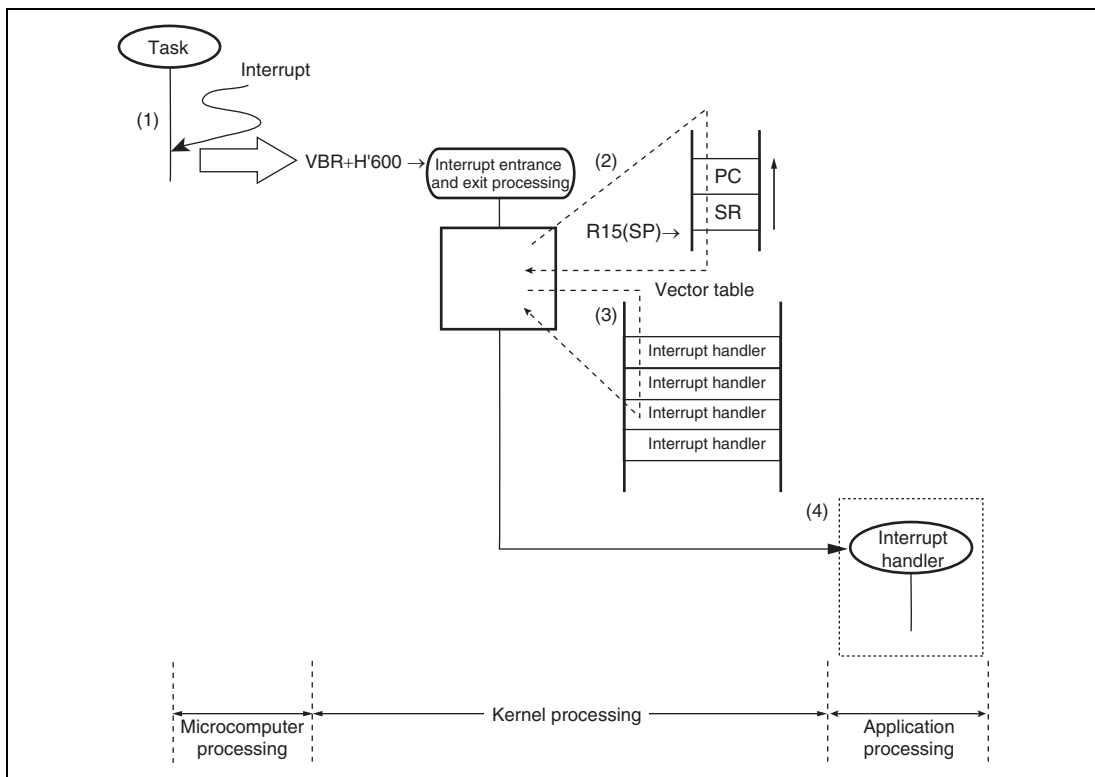 Task
Interrupt
(1)
VBR+H'600 →
Interrupt entrance
and exit processing
(2)
PC
SR
R15(SP)→
Vector table
(3)
Interrupt handler
Interrupt handler
Interrupt handler
Interrupt handler
(4)
Interrupt
handler
Microcomputer
processing
Kernel processing
Application
processing